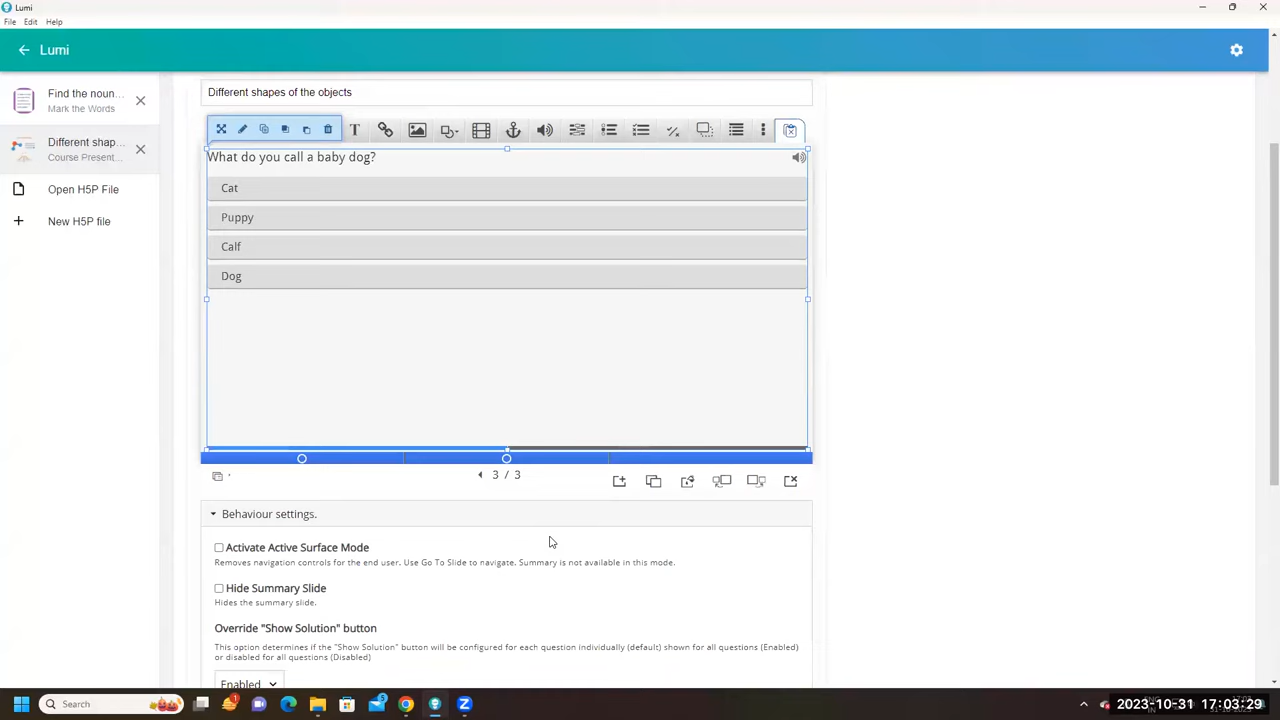 Lumi
File Edit Help
Lumi
Find the noun...
Mark the Words
Different shap...
Course Present...
Open H5P File
New H5P file
Different shapes of the objects
T
What do you call a baby dog?
Cat
Puppy
Calf
Dog
3 / 3
Behaviour settings.
Activate Active Surface Mode
Removes navigation controls for the end user. Use Go To Slide to navigate. Summary is not available in this mode.
Hide Summary Slide
Hides the summary slide.
Override "Show Solution" button
This option determines if the "Show Solution" button will be configured for each question individually (default) shown for all questions (Enabled)
or disabled for all questions (Disabled)
Enabled
Search
2023-10-31 17:03:29